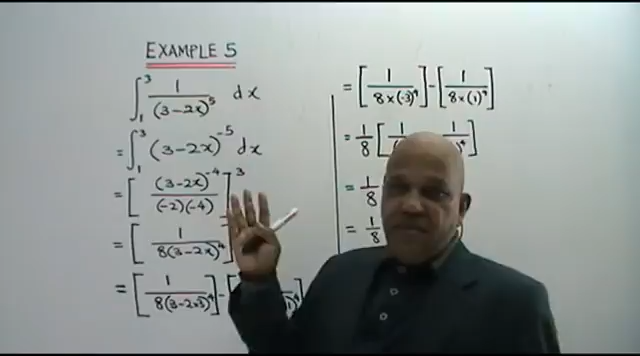 EXAMPLE 5
∫₁³ 1/(3-2x)⁵ dx
= ∫₁³ (3-2x)⁻⁵ dx
= [ (3-2x)⁻⁴/(-2)(-4) ]³
= [ 1/8(3-2x)⁴ ]
= [ 1/8(3-2×3)⁴ ] - [
= [ 1/8×(-3)⁴ ] - [ 1/8×(1)⁴ ]
= 1/8 [
= 1/8
= 1/8